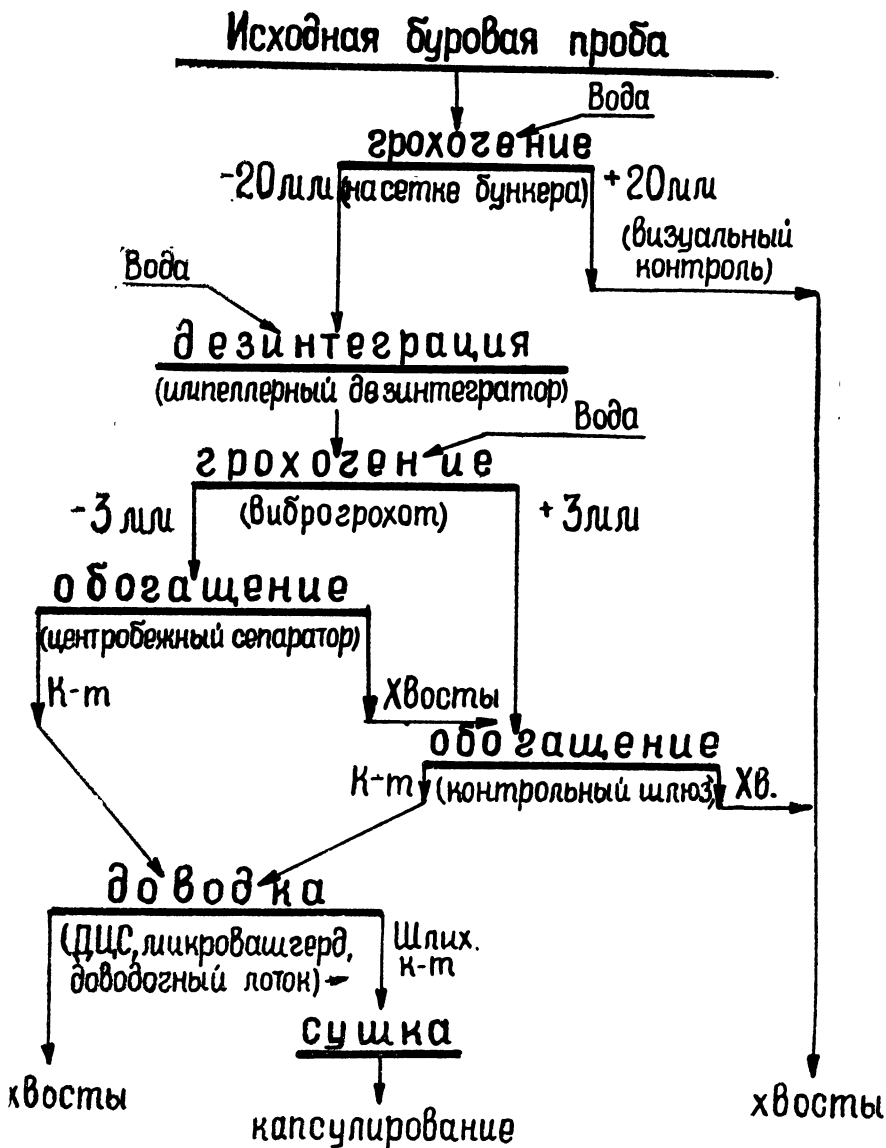 Исходная буровая проба
Вода
грохочение
-20мм (на сетке бункера) +20мм
(визуальный
контроль)
Вода
дезинтеграция
(импеллерный дезинтегратор)
Вода
грохочение
-3мм (виброгрохот) +3мм
обогащение
(центробежный сепаратор)
К-т Хвосты
обогащение
К-т (контрольный шлюз) Хв.
доводка
(ДЦС, микровашгерд, Шлих.
доводочный лоток) к-т
сушка
хвосты хвосты
капсулирование